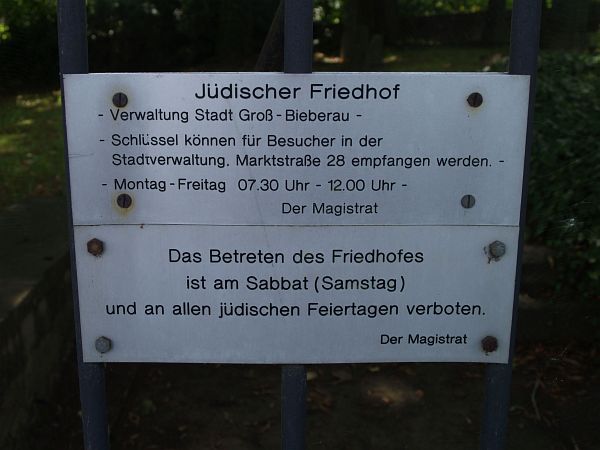 Jüdischer Friedhof
- Verwaltung Stadt Groß-Bieberau -
- Schlüssel können für Besucher in der
Stadtverwaltung, Marktstraße 28 empfangen werden. -
- Montag-Freitag 07.30 Uhr - 12.00 Uhr -
Der Magistrat
Das Betreten des Friedhofes
ist am Sabbat (Samstag)
und an allen jüdischen Feiertagen verboten.
Der Magistrat